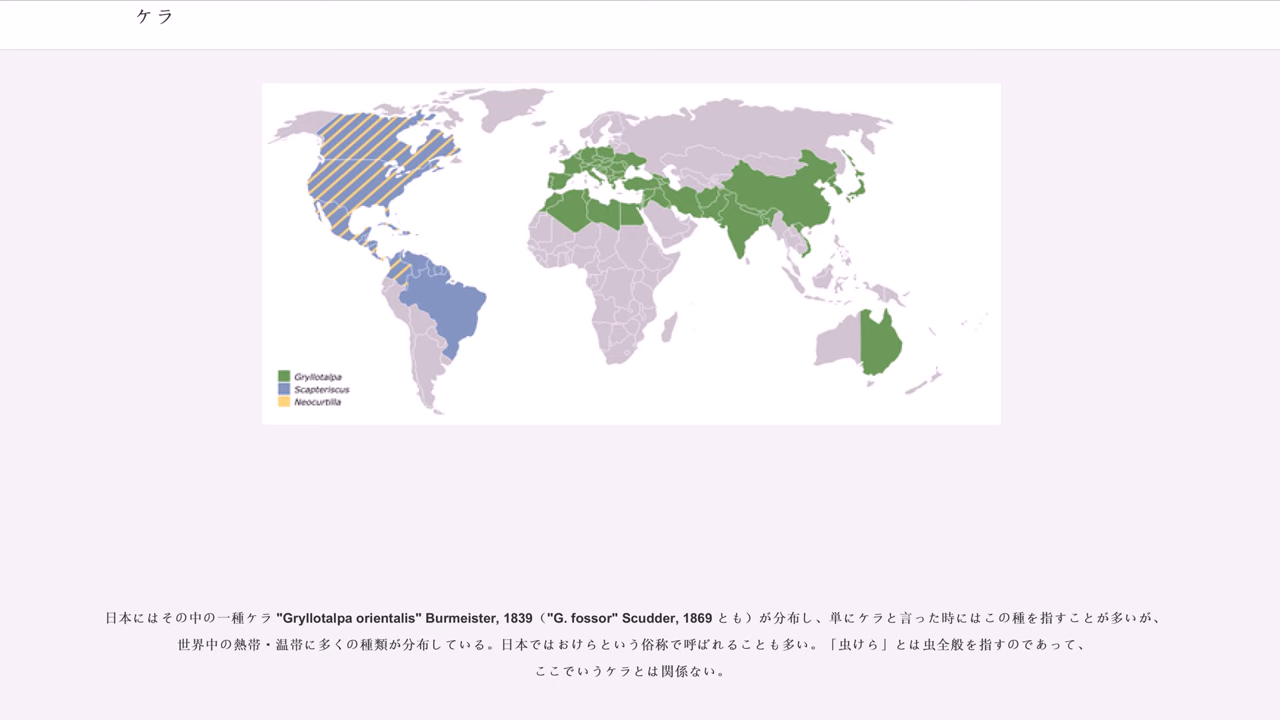 ケラ
Gryllotalpa
Scapteriscus
Neocurtilla
日本にはその中の一種ケラ "Gryllotalpa orientalis" Burmeister, 1839（"G. fossor" Scudder, 1869 とも）が分布し、単にケラと言った時にはこの種を指すことが多いが、
世界中の熱帯・温帯に多くの種類が分布している。日本ではおけらという俗称で呼ばれることも多い。「虫けら」とは虫全般を指すのであって、
ここでいうケラとは関係ない。